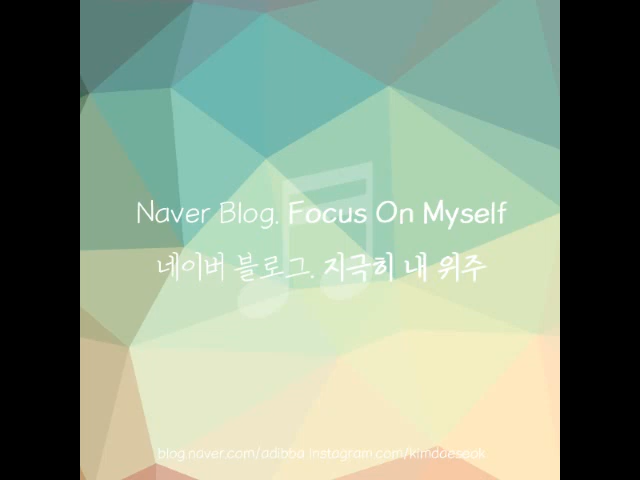 Naver Blog. Focus On Myself
네이버 블로그. 지극히 내 위주
blog.naver.com/adibba instagram.com/kimdaeseok